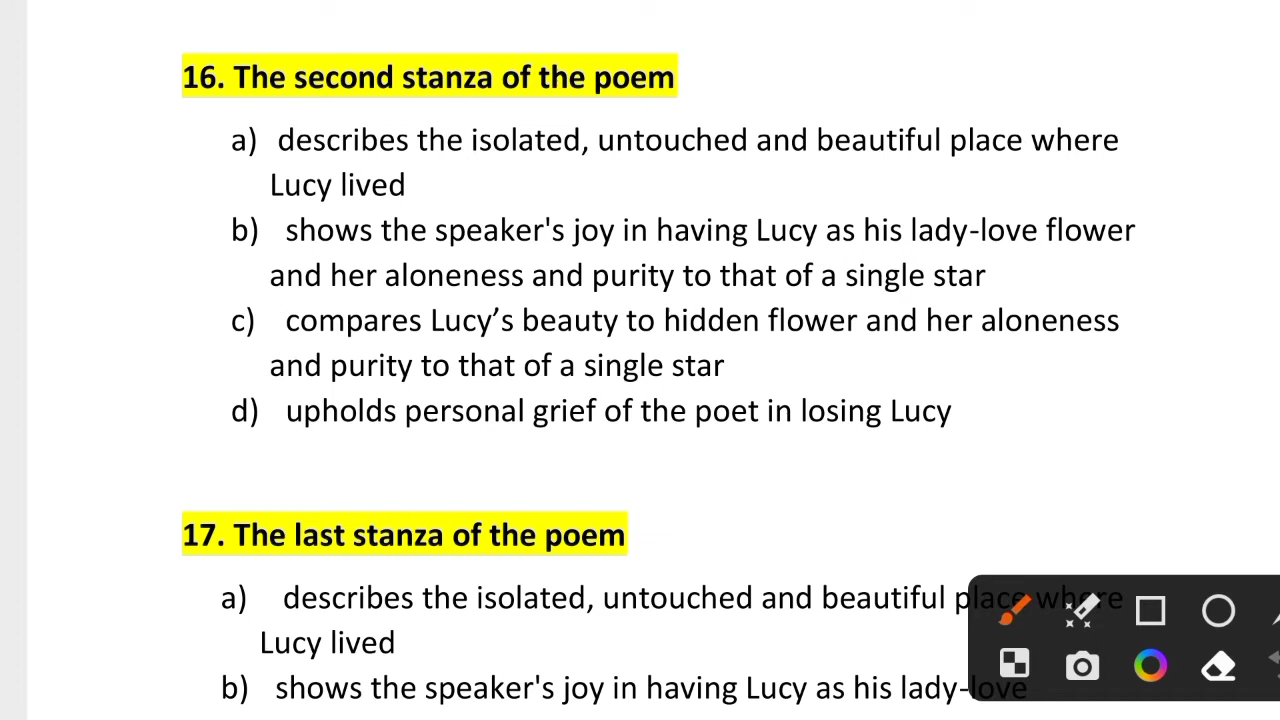 16. The second stanza of the poem
a) describes the isolated, untouched and beautiful place where
Lucy lived
b) shows the speaker's joy in having Lucy as his lady-love flower
and her aloneness and purity to that of a single star
c) compares Lucy’s beauty to hidden flower and her aloneness
and purity to that of a single star
d) upholds personal grief of the poet in losing Lucy
17. The last stanza of the poem
a) describes the isolated, untouched and beautiful place where
Lucy lived
b) shows the speaker's joy in having Lucy as his lady-love